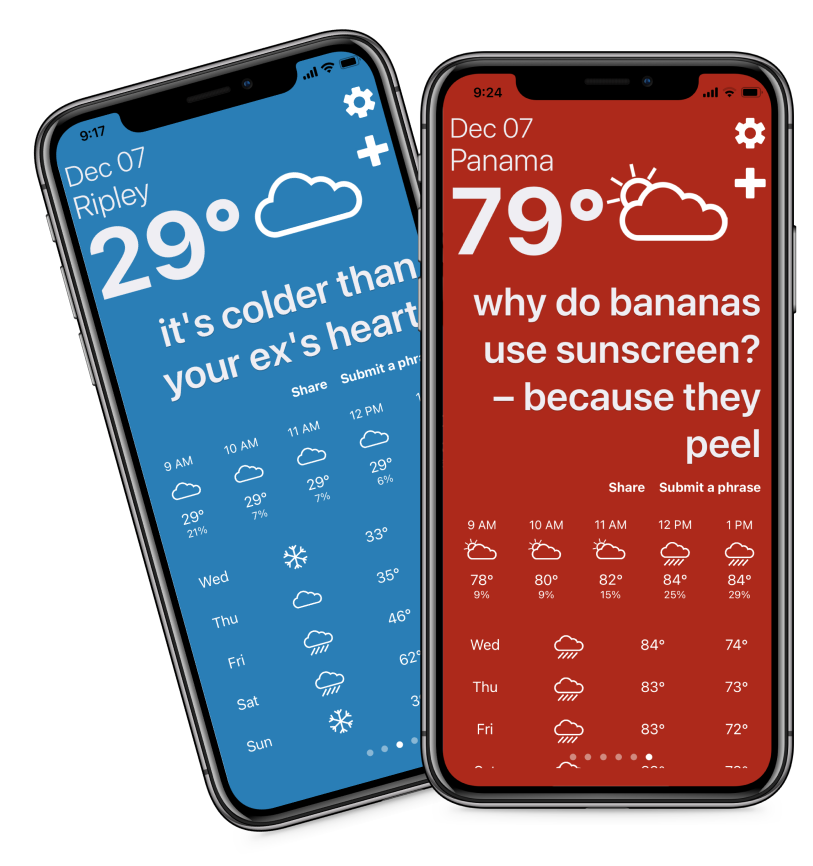 9:17
Dec 07
Ripley
29°
it's colder than
your ex's heart
Share Submit a
9 AM 10 AM 11 AM 12 PM
29° 29° 29° 29°
21% 7% 7% 6%
Wed 33°
Thu 35°
Fri 46°
Sat 62°
Sun
9:24
Dec 07
Panama
79°
why do bananas
use sunscreen?
– because they
peel
Share Submit a phrase
9 AM 10 AM 11 AM 12 PM 1 PM
78° 80° 82° 84° 84°
9% 9% 15% 25% 29%
Wed 84° 74°
Thu 83° 73°
Fri 83° 72°